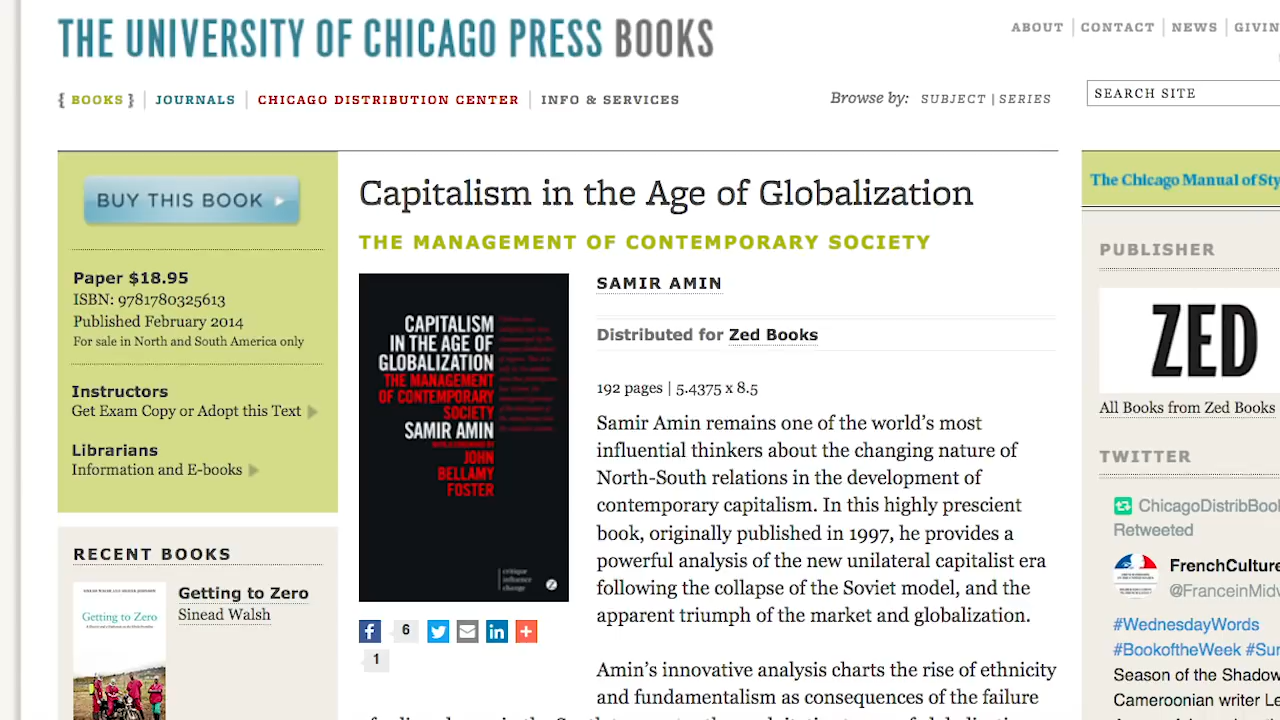 THE UNIVERSITY OF CHICAGO PRESS BOOKS
ABOUT | CONTACT | NEWS |
{ BOOKS } | JOURNALS | CHICAGO DISTRIBUTION CENTER | INFO & SERVICES
Browse by: SUBJECT | SERIES
SEARCH SITE
BUY THIS BOOK
Paper $18.95
ISBN: 9781780325613
Published February 2014
For sale in North and South America only
Instructors
Get Exam Copy or Adopt this Text
Librarians
Information and E-books
RECENT BOOKS
Getting to Zero
Getting to Zero
Sinead Walsh
Capitalism in the Age of Globalization
THE MANAGEMENT OF CONTEMPORARY SOCIETY
CAPITALISM
IN THE AGE OF
GLOBALIZATION
THE MANAGEMENT
OF CONTEMPORARY
SOCIETY
SAMIR AMIN
JOHN
BELLAMY
FOSTER
critique
influence
change
6
1
SAMIR AMIN
Distributed for Zed Books
192 pages | 5.4375 x 8.5
Samir Amin remains one of the world's most
influential thinkers about the changing nature of
North-South relations in the development of
contemporary capitalism. In this highly prescient
book, originally published in 1997, he provides a
powerful analysis of the new unilateral capitalist era
following the collapse of the Soviet model, and the
apparent triumph of the market and globalization.
Amin's innovative analysis charts the rise of ethnicity
and fundamentalism as consequences of the failure
The Chicago Manual of
PUBLISHER
ZED
All Books from Zed Books
TWITTER
Retweeted
FrenchCulture
#WednesdayWords
#BookoftheWeek
Season of the
Cameroonian writer